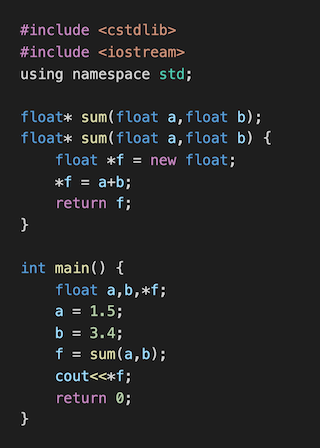 #include <cstdlib>
#include <iostream>
using namespace std;

float* sum(float a,float b);
float* sum(float a,float b) {
    float *f = new float;
    *f = a+b;
    return f;
}

int main() {
    float a,b,*f;
    a = 1.5;
    b = 3.4;
    f = sum(a,b);
    cout<<*f;
    return 0;
}